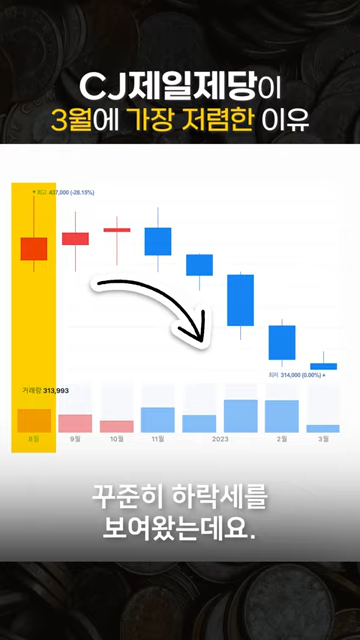 CJ제일제당이
3월에 가장 저렴한 이유
최고 437,000 (-28.15%)
최저 314,000 (0.00%)
거래량 313,993
8월 9월 10월 11월 2023 2월 3월
꾸준히 하락세를
보여왔는데요.